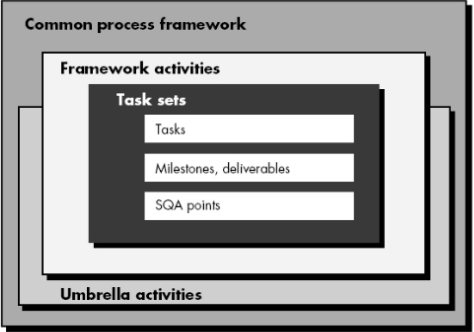 Common process framework
Framework activities
Task sets
Tasks
Milestones, deliverables
SQA points
Umbrella activities